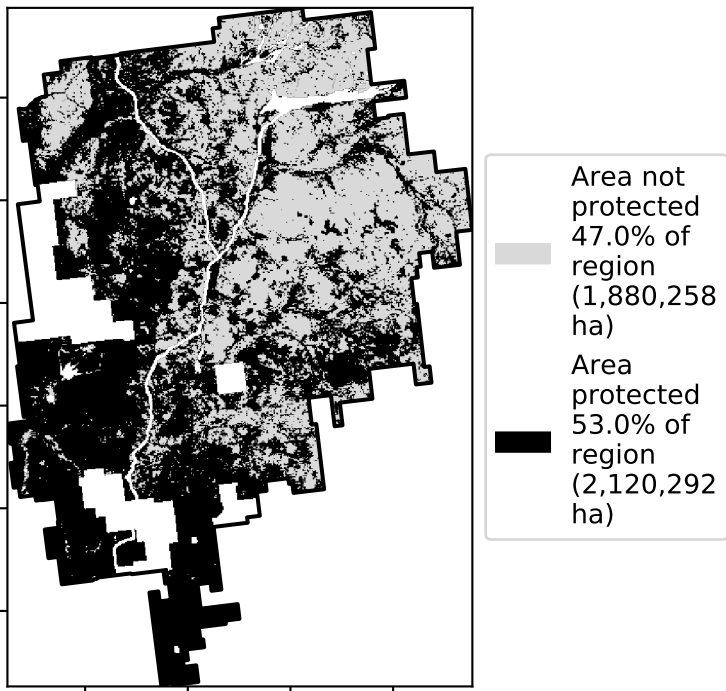 Area not
protected
47.0% of
region
(1,880,258
ha)
Area
protected
53.0% of
region
(2,120,292
ha)